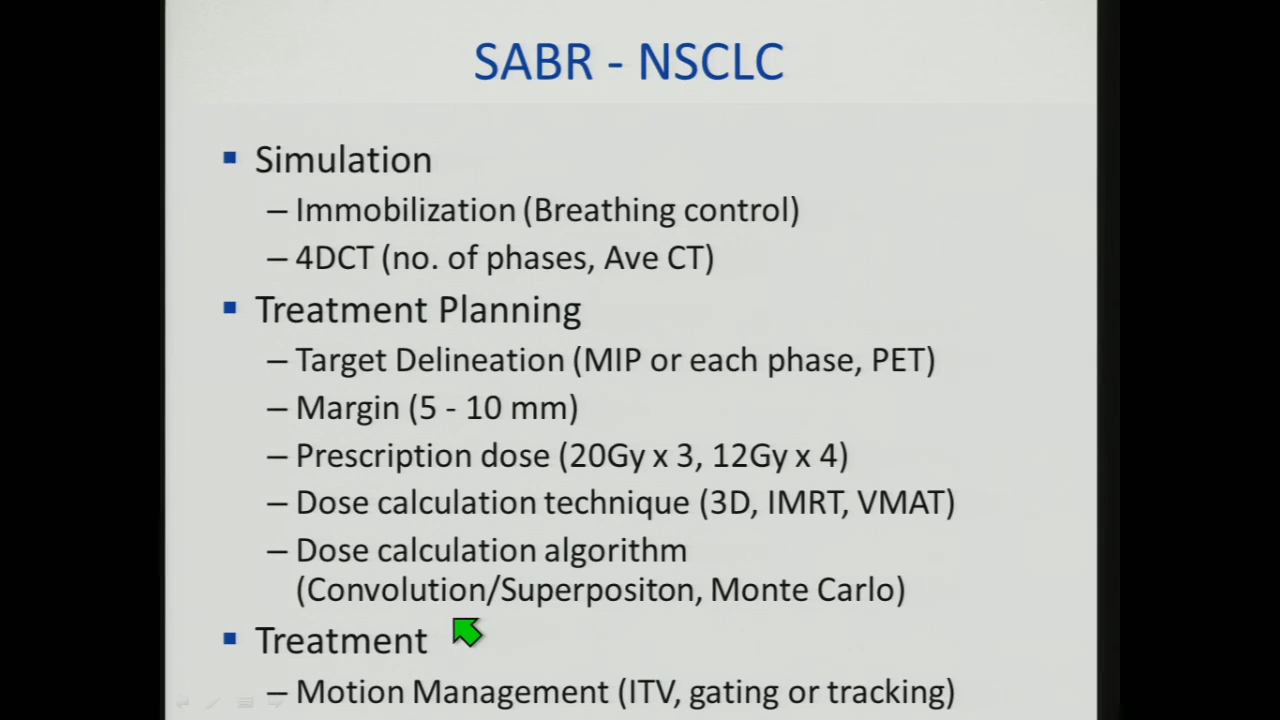 SABR - NSCLC
▪ Simulation
– Immobilization (Breathing control)
– 4DCT (no. of phases, Ave CT)
▪ Treatment Planning
– Target Delineation (MIP or each phase, PET)
– Margin (5 - 10 mm)
– Prescription dose (20Gy x 3, 12Gy x 4)
– Dose calculation technique (3D, IMRT, VMAT)
– Dose calculation algorithm
(Convolution/Superpositon, Monte Carlo)
▪ Treatment
– Motion Management (ITV, gating or tracking)